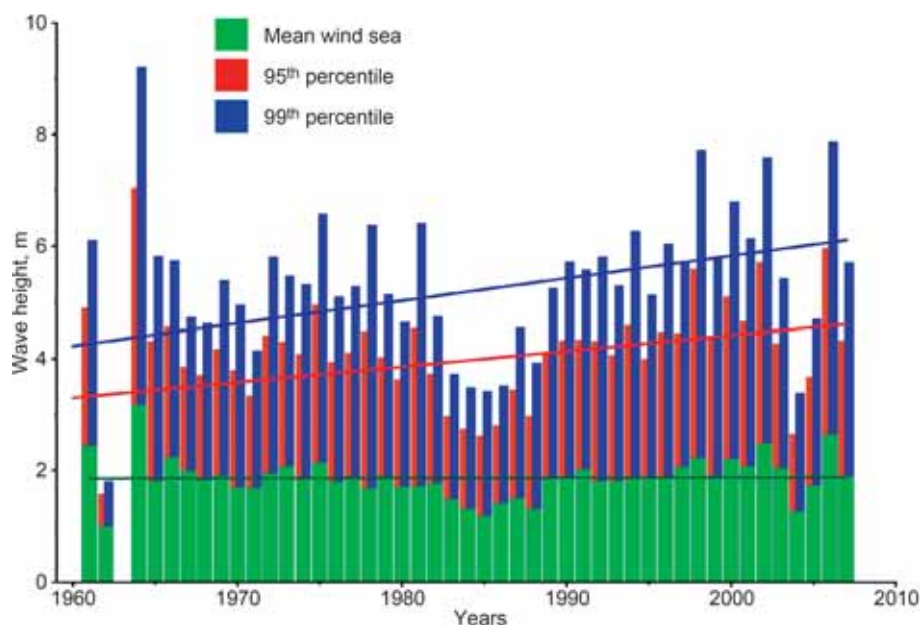 10
8
6
4
2
0
Wave height, m
Mean wind sea
95th percentile
99th percentile
1960
1970
1980
1990
2000
2010
Years